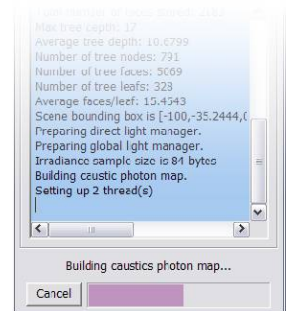 Max tree depth: 17
Average tree depth: 10.6799
Number of tree nodes: 791
Number of tree faces: 5069
Number of tree leafs: 328
Average faces/leaf: 15.4543
Scene bounding box is [-100,-35.2444,(
Preparing direct light manager.
Preparing global light manager.
Irradiance sample size is 84 bytes
Building caustic photon map.
Setting up 2 thread(s)
Building caustics photon map...
Cancel